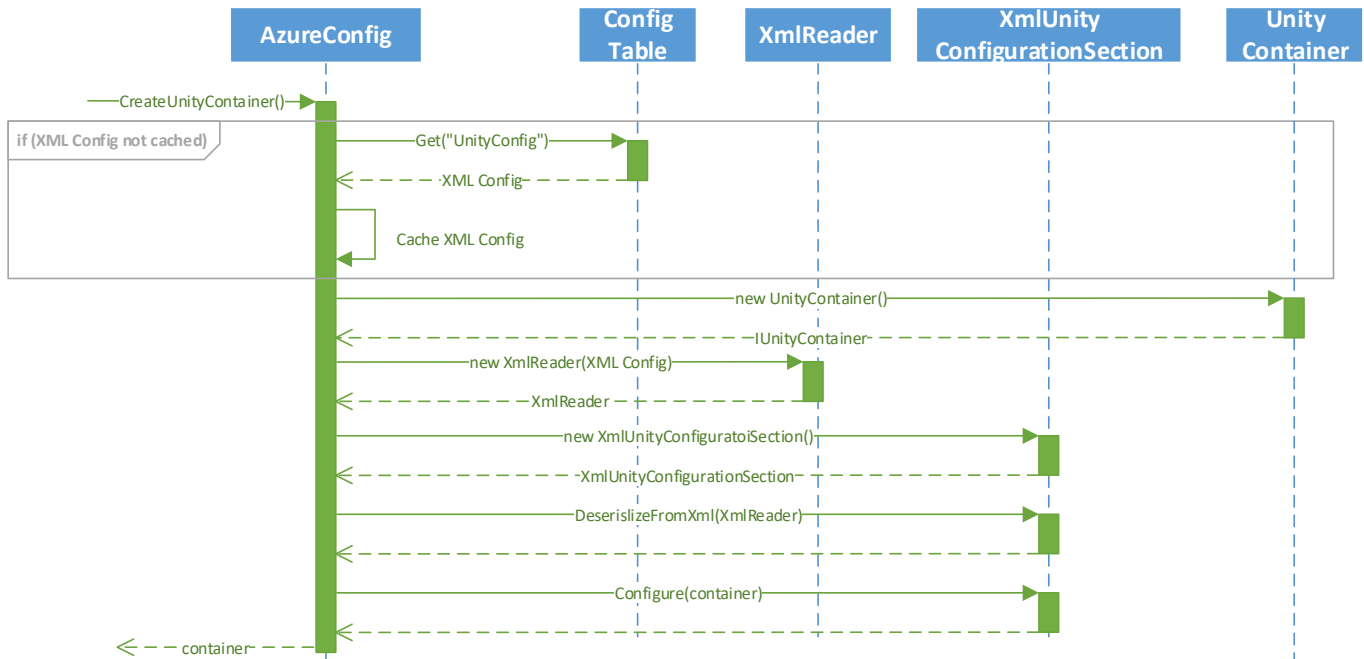 AzureConfig
Config
Table
XmlReader
XmlUnity
ConfigurationSection
Unity
Container
CreateUnityContainer()
if (XML Config not cached)
Get("UnityConfig")
XML Config
Cache XML Config
new UnityContainer()
IUnityContainer
new XmlReader(XML Config)
XmlReader
new XmlUnityConfiguratoiSection()
XmlUnityConfigurationSection
DeserislizeFromXml(XmlReader)
Configure(container)
container